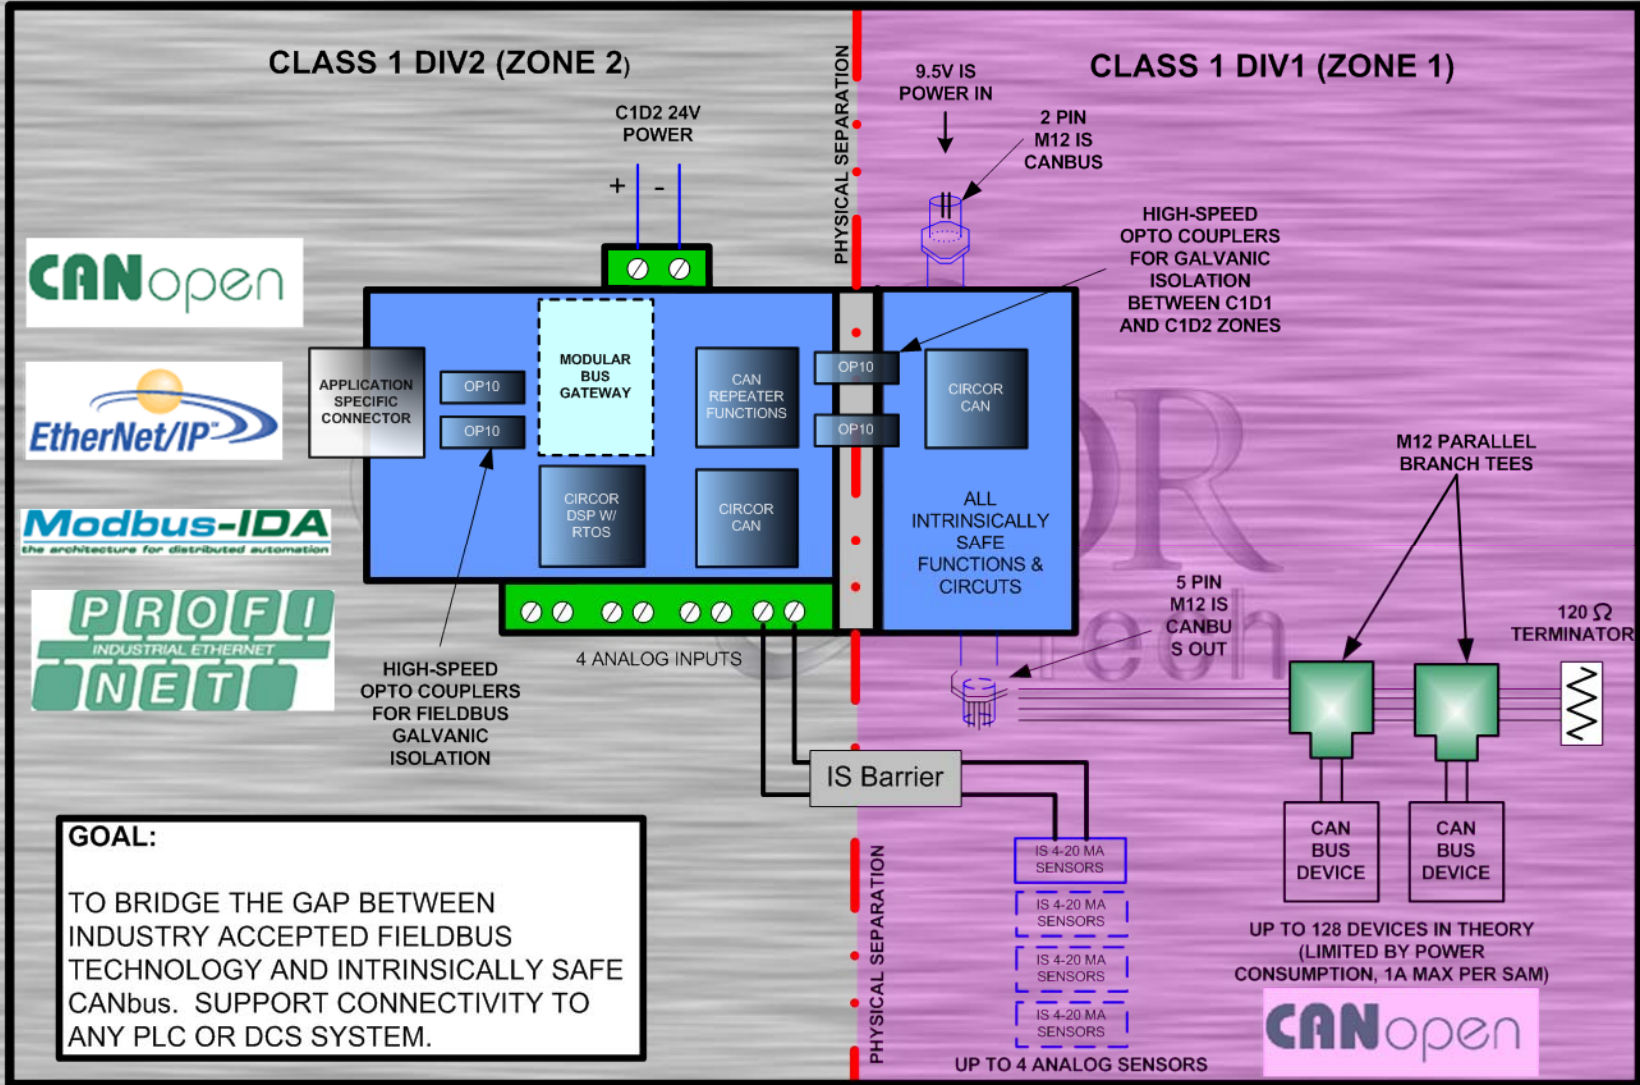 CLASS 1 DIV2 (ZONE 2)
CLASS 1 DIV1 (ZONE 1)
PHYSICAL SEPARATION
C1D2 24V
POWER
+ -
9.5V IS
POWER IN
2 PIN
M12 IS
CANBUS
HIGH-SPEED
OPTO COUPLERS
FOR GALVANIC
ISOLATION
BETWEEN C1D1
AND C1D2 ZONES
CANopen
EtherNet/IP™
Modbus-IDA
the architecture for distributed automation
PROFI
INDUSTRIAL ETHERNET
NET
APPLICATION
SPECIFIC
CONNECTOR
OP10
OP10
MODULAR
BUS
GATEWAY
CAN
REPEATER
FUNCTIONS
OP10
OP10
CIRCOR
CAN
CIRCOR
DSP W/
RTOS
CIRCOR
CAN
ALL
INTRINSICALLY
SAFE
FUNCTIONS &
CIRCUTS
OR
Tech
4 ANALOG INPUTS
HIGH-SPEED
OPTO COUPLERS
FOR FIELDBUS
GALVANIC
ISOLATION
5 PIN
M12 IS
CANBU
S OUT
M12 PARALLEL
BRANCH TEES
120 Ω
TERMINATOR
IS Barrier
CAN
BUS
DEVICE
CAN
BUS
DEVICE
UP TO 128 DEVICES IN THEORY
(LIMITED BY POWER
CONSUMPTION, 1A MAX PER SAM)
CANopen
PHYSICAL SEPARATION
IS 4-20 MA
SENSORS
IS 4-20 MA
SENSORS
IS 4-20 MA
SENSORS
IS 4-20 MA
SENSORS
UP TO 4 ANALOG SENSORS
GOAL:
TO BRIDGE THE GAP BETWEEN
INDUSTRY ACCEPTED FIELDBUS
TECHNOLOGY AND INTRINSICALLY SAFE
CANbus. SUPPORT CONNECTIVITY TO
ANY PLC OR DCS SYSTEM.